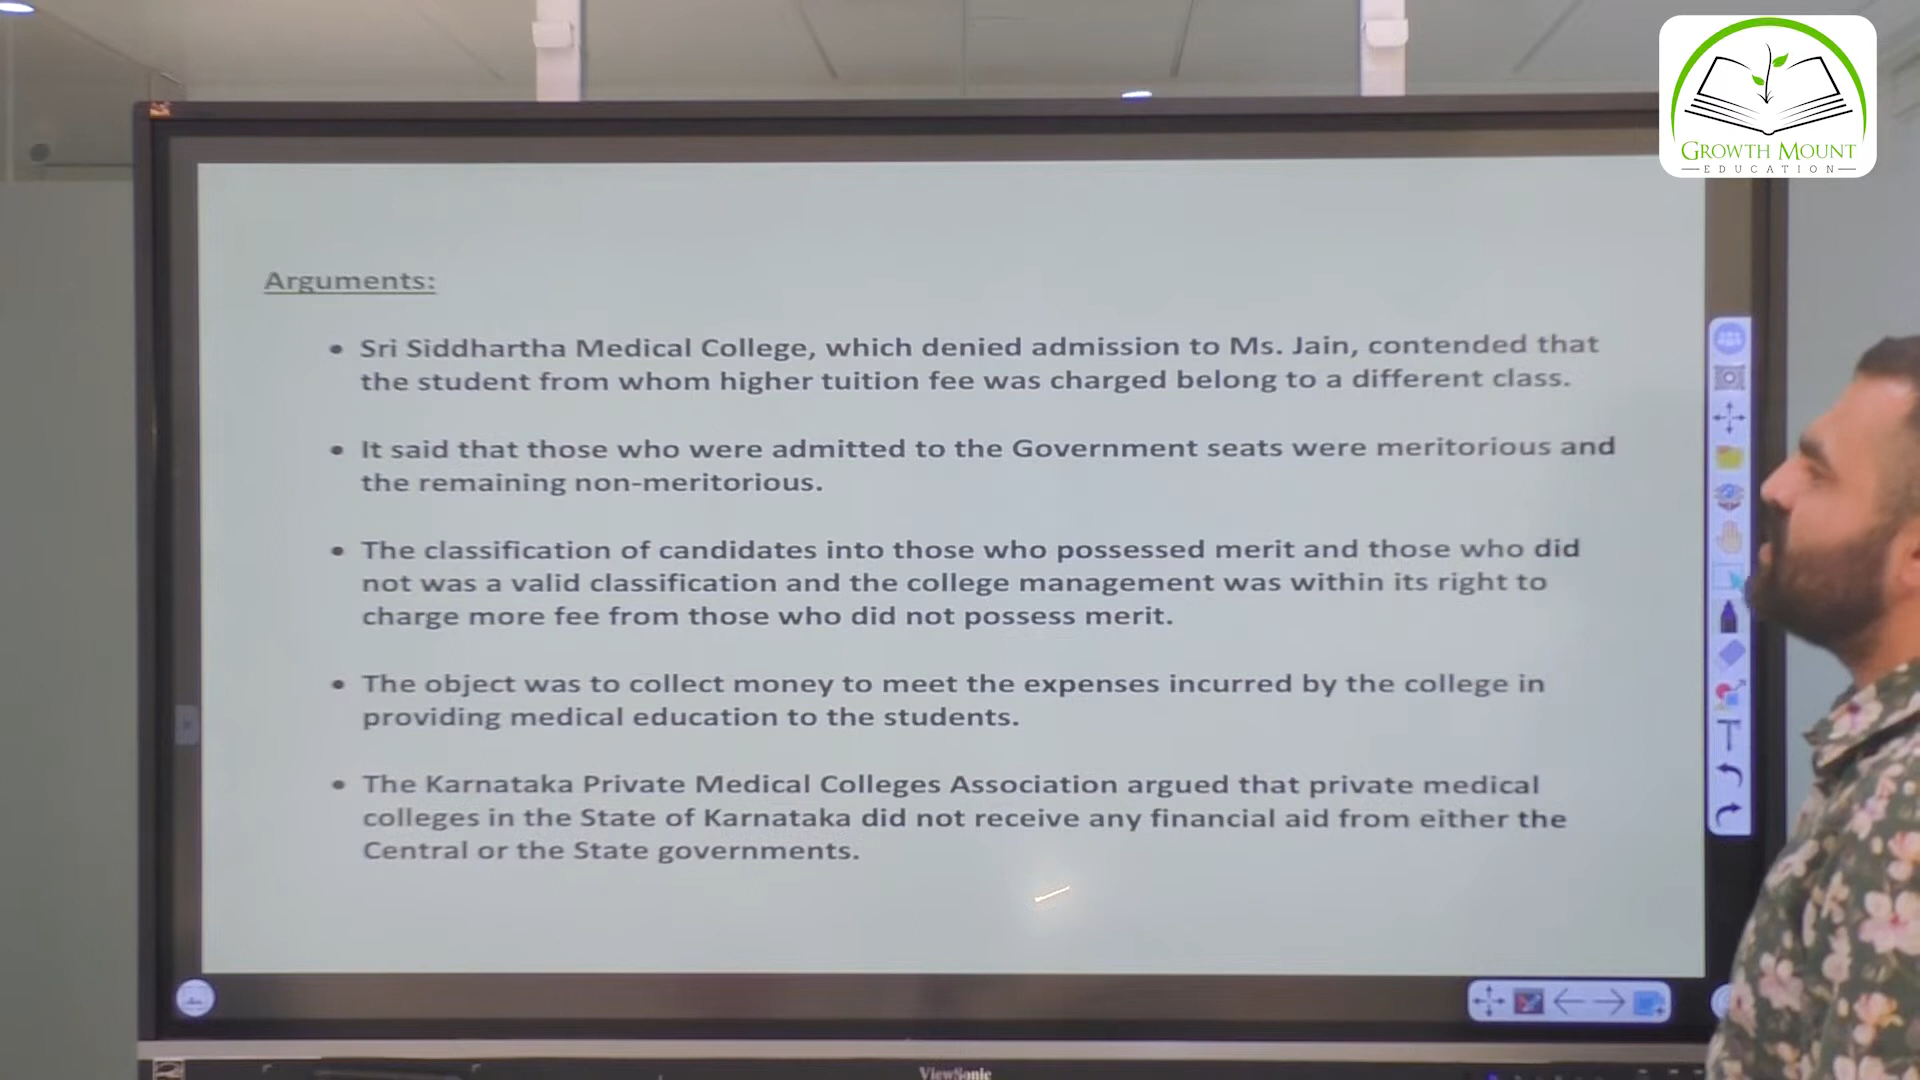 GROWTH MOUNT
EDUCATION
Arguments:
• Sri Siddhartha Medical College, which denied admission to Ms. Jain, contended that
the student from whom higher tuition fee was charged belong to a different class.
• It said that those who were admitted to the Government seats were meritorious and
the remaining non-meritorious.
• The classification of candidates into those who possessed merit and those who did
not was a valid classification and the college management was within its right to
charge more fee from those who did not possess merit.
• The object was to collect money to meet the expenses incurred by the college in
providing medical education to the students.
• The Karnataka Private Medical Colleges Association argued that private medical
colleges in the State of Karnataka did not receive any financial aid from either the
Central or the State governments.
ViewSonic